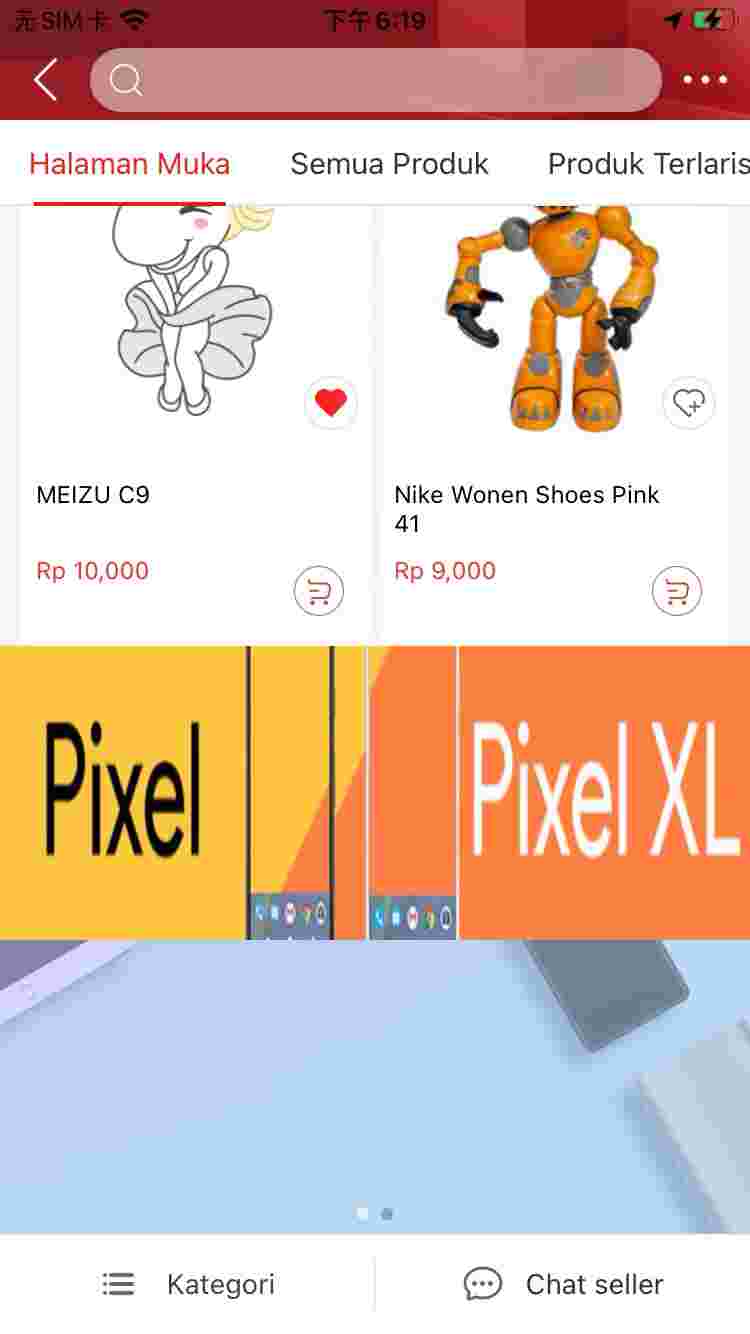 无SIM卡
下午6:19
Halaman Muka
Semua Produk
Produk Terlaris
MEIZU C9
Nike Wonen Shoes Pink
41
Rp 10,000
Rp 9,000
Pixel
Pixel XL
Kategori
Chat seller